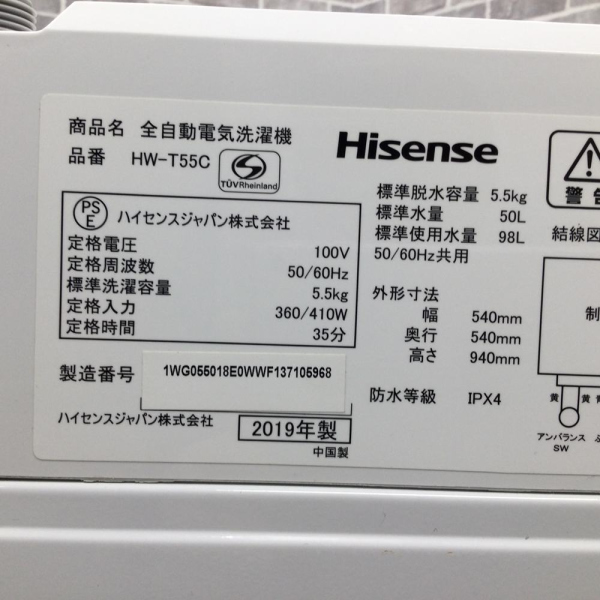 商品名 全自動電気洗濯機
品番 HW-T55C
TÜVRheinland
Hisense
PSE
ハイセンスジャパン株式会社
定格電圧 100V
定格周波数 50/60Hz
標準洗濯容量 5.5kg
定格入力 360/410W
定格時間 35分
製造番号 1WG055018E0WWF137105968
ハイセンスジャパン株式会社 2019年製
中国製
標準脱水容量 5.5kg
標準水量 50L
標準使用水量 98L
50/60Hz共用
外形寸法
幅 540mm
奥行 540mm
高さ 940mm
防水等級 IPX4
警告
結線図
制
黄 黄 青
アンバランス
SW